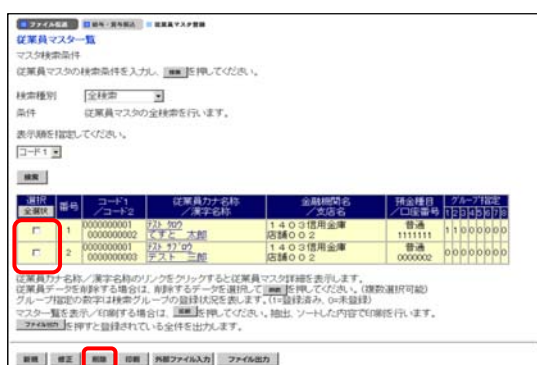 ファイル伝送 給与・賞与振込 従業員マスタ登録
従業員マスター覧
マスタ検索条件
従業員マスタの検索条件を入力し、検索を押してください。
検索種別 全検索
条件 従業員マスタの全検索を行います。
表示順を指定してください。
コード1
検索
選択 番号 コード1 従業員カナ名称 金融機関名 預金種目 グループ指定
全選択 /コード2 /漢字名称 /支店名 /口座番号 1 2 3 4 5 6 7 8
1 0000000001 テスト タロウ 1403信用金庫 普通 1 1 0 0 0 0 0 0
0000000002 てすと 太郎 店舗002 1111111
2 0000000001 テスト サブロウ 1403信用金庫 普通 0 0 0 0 0 0 0 0
0000000003 テスト 三郎 店舗002 0000002
従業員カナ名称/漢字名称のリンクをクリックすると従業員マスタ詳細を表示します。
従業員データを削除する場合は、削除するデータを選択して削除を押してください。(複数選択可能)
グループ指定の数字は検索グループの登録状況を表します。(1=登録済み、0=未登録)
マスター覧を表示/印刷する場合は、印刷を押してください。抽出、ソートした内容で印刷を行います。
ファイル出力を押すと登録されている全件を出力します。
新規 修正 削除 印刷 外部ファイル入力 ファイル出力